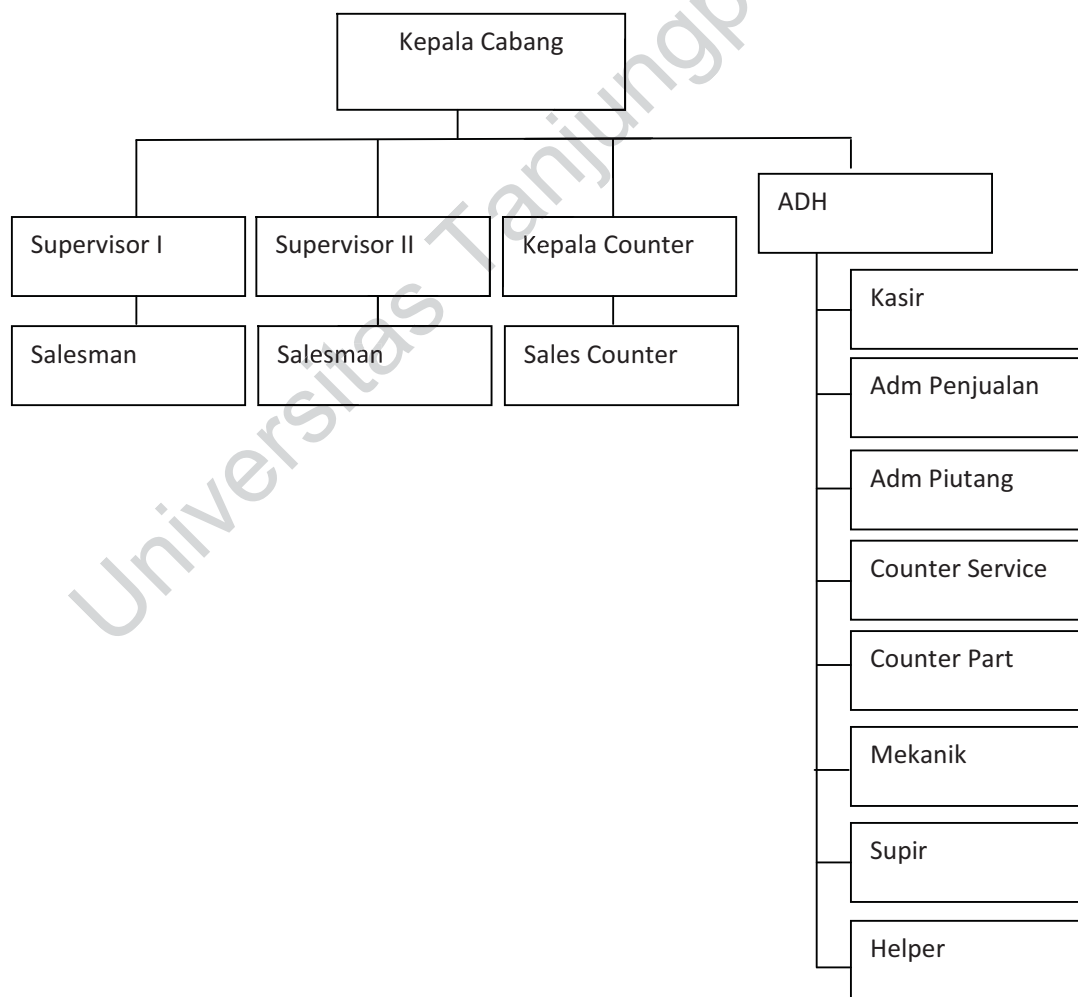 Kepala Cabang
ADH
Supervisor I
Supervisor II
Kepala Counter
Salesman
Salesman
Sales Counter
Kasir
Adm Penjualan
Adm Piutang
Counter Service
Counter Part
Mekanik
Supir
Helper
Universitas Tanjungp